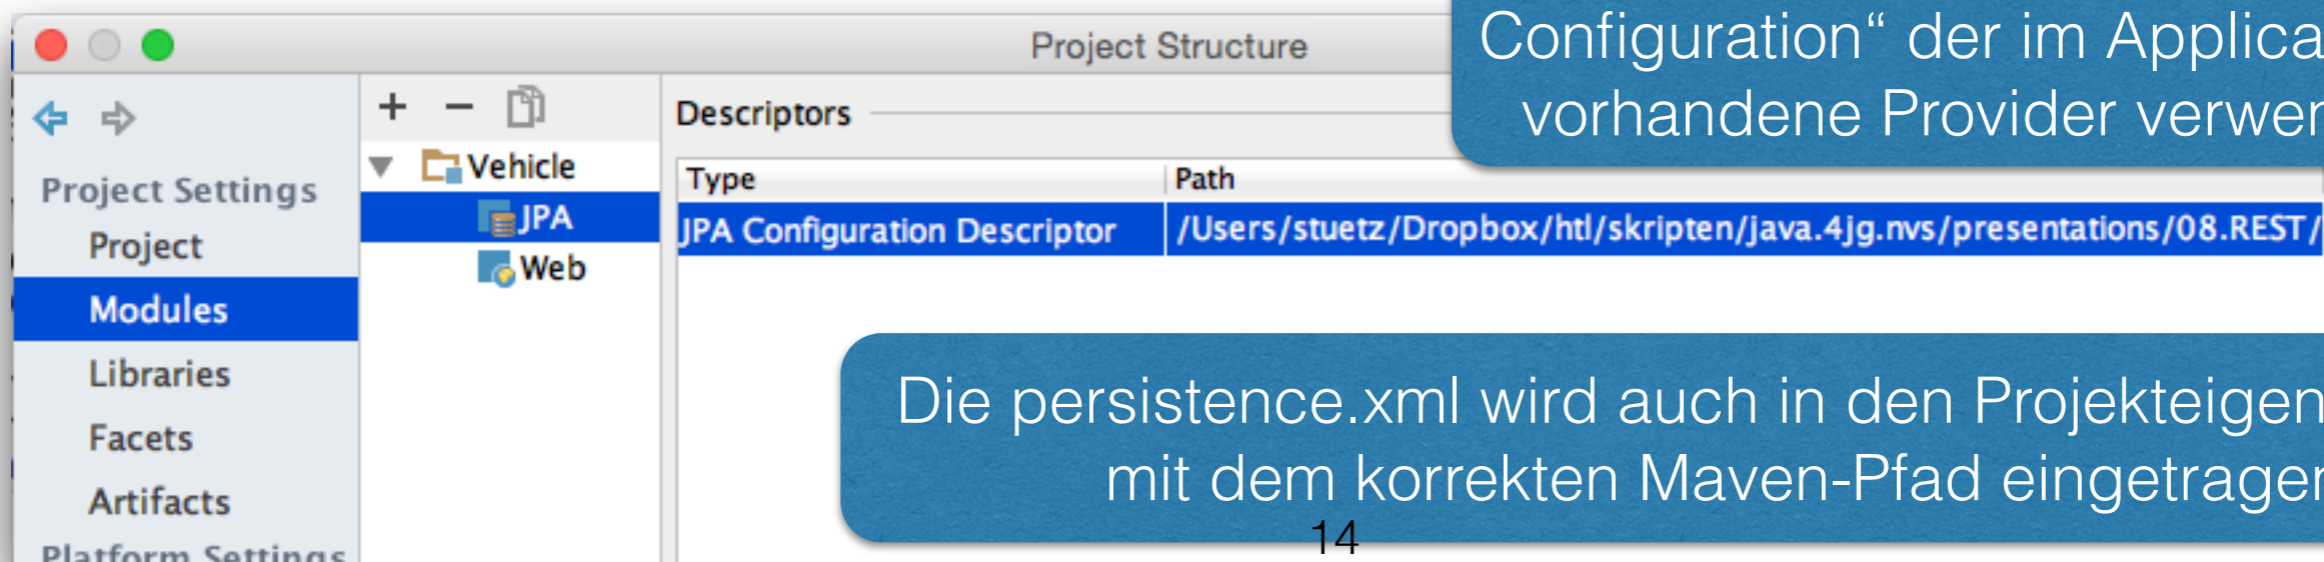 Project Structure
Configuration“ der im Applica
vorhandene Provider verwer
Descriptors
Project Settings
Project
Modules
Libraries
Facets
Artifacts
Platform Settings
Vehicle
JPA
Web
Type Path
JPA Configuration Descriptor /Users/stuetz/Dropbox/htl/skripten/java.4jg.nvs/presentations/08.REST/
Die persistence.xml wird auch in den Projekteigen
mit dem korrekten Maven-Pfad eingetragen
14